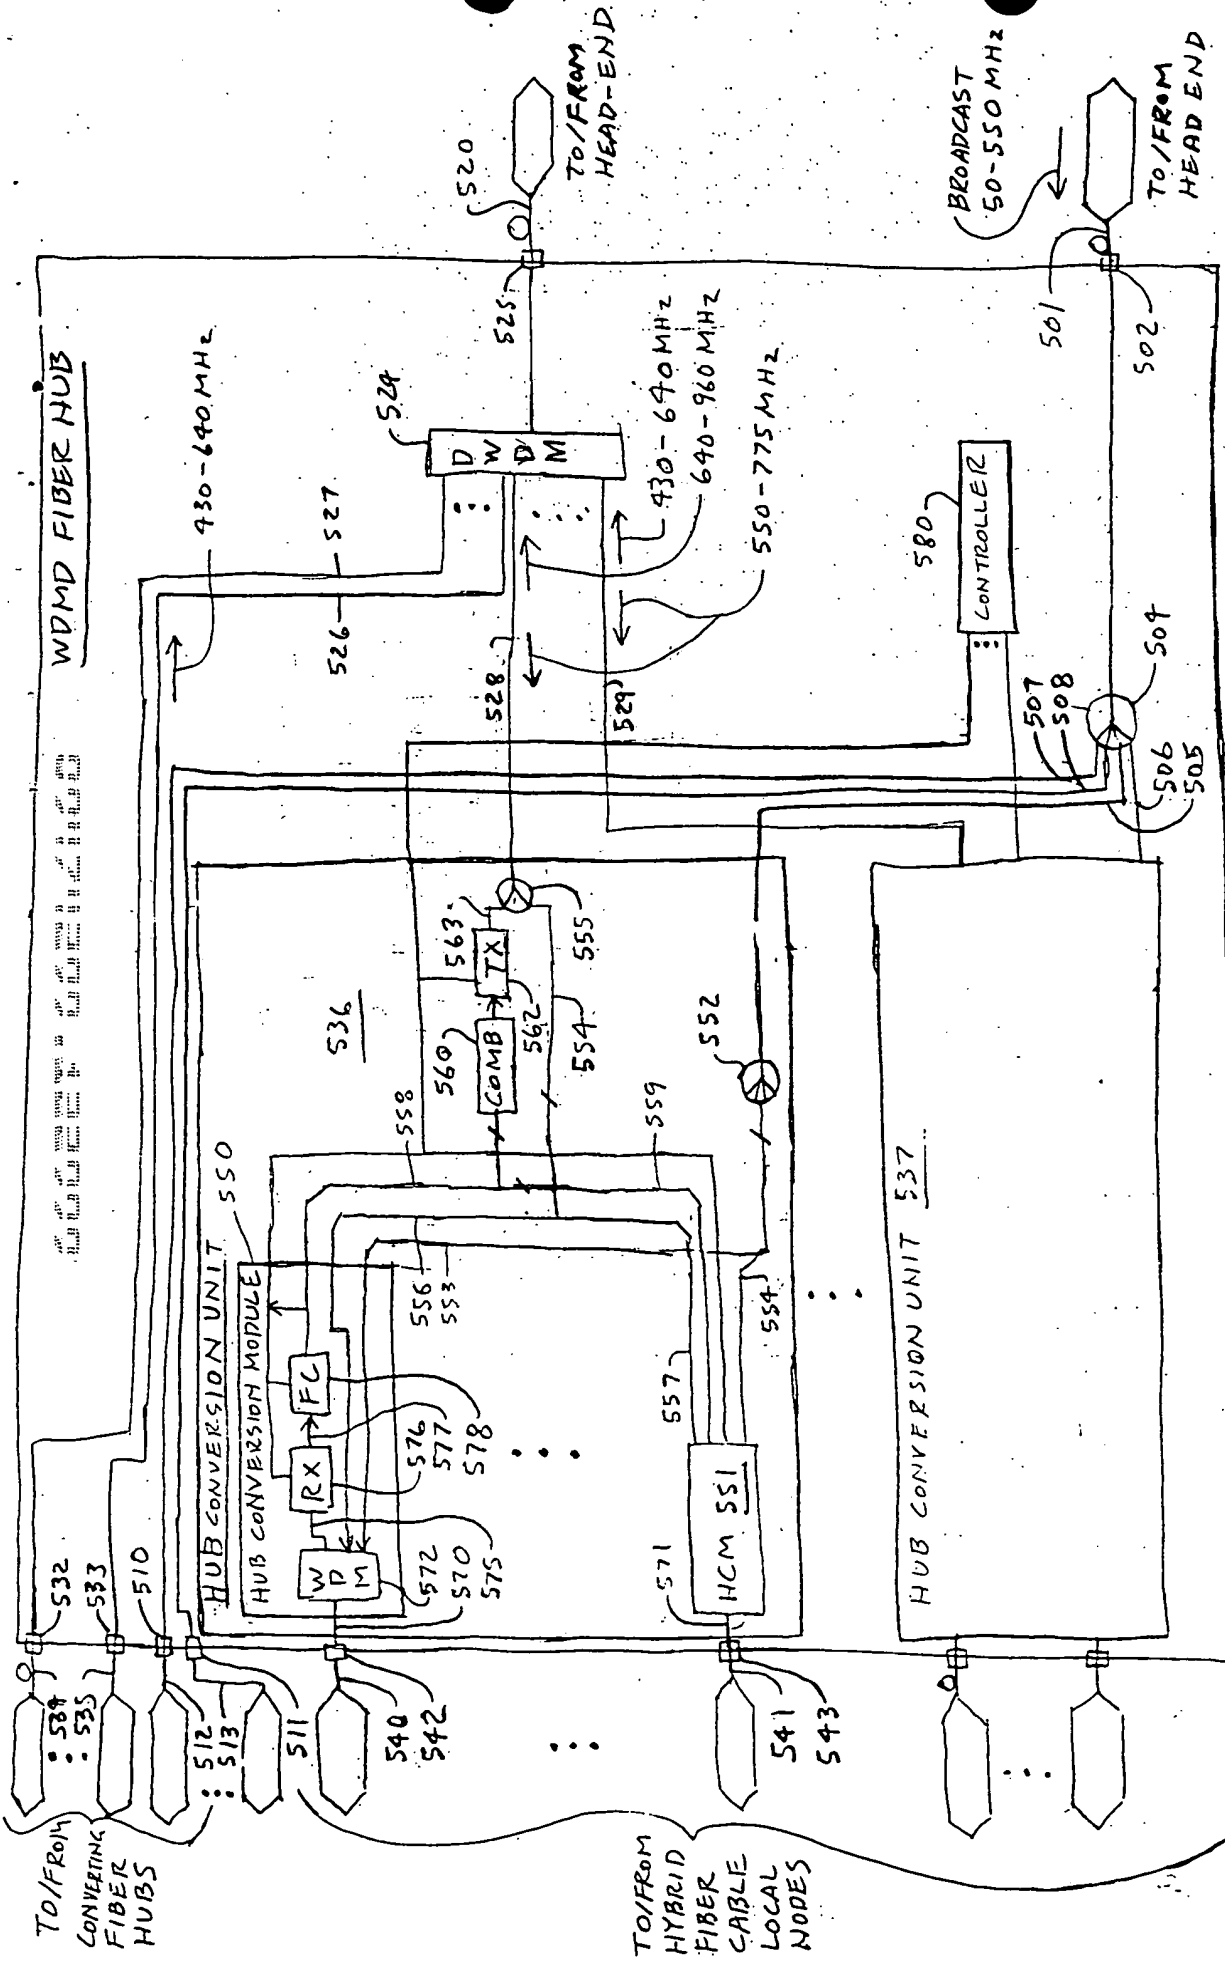 WDMD FIBER HUB
430-640 MHz
532
533
534
535
510
512
513
511
TO/FROM
CONVERTING
FIBER
HUBS
526
527
524
D
W
D
M
525
520
TO/FROM
HEAD-END
528
529
430-640 MHz
640-960 MHz
550-775 MHz
HUB CONVERSION UNIT
550
536
HUB CONVERSION MODULE
W
D
M
RX
FC
572
570
575
576
577
578
540
542
556
553
558
559
560
COMB
TX
563
562
554
555
552
557
554
HCM 551
571
541
543
TO/FROM
HYBRID
FIBER
CABLE
LOCAL
NODES
580
CONTROLLER
507
508
504
506
505
BROADCAST
50-550 MHz
501
502
TO/FROM
HEAD END
HUB CONVERSION UNIT 537